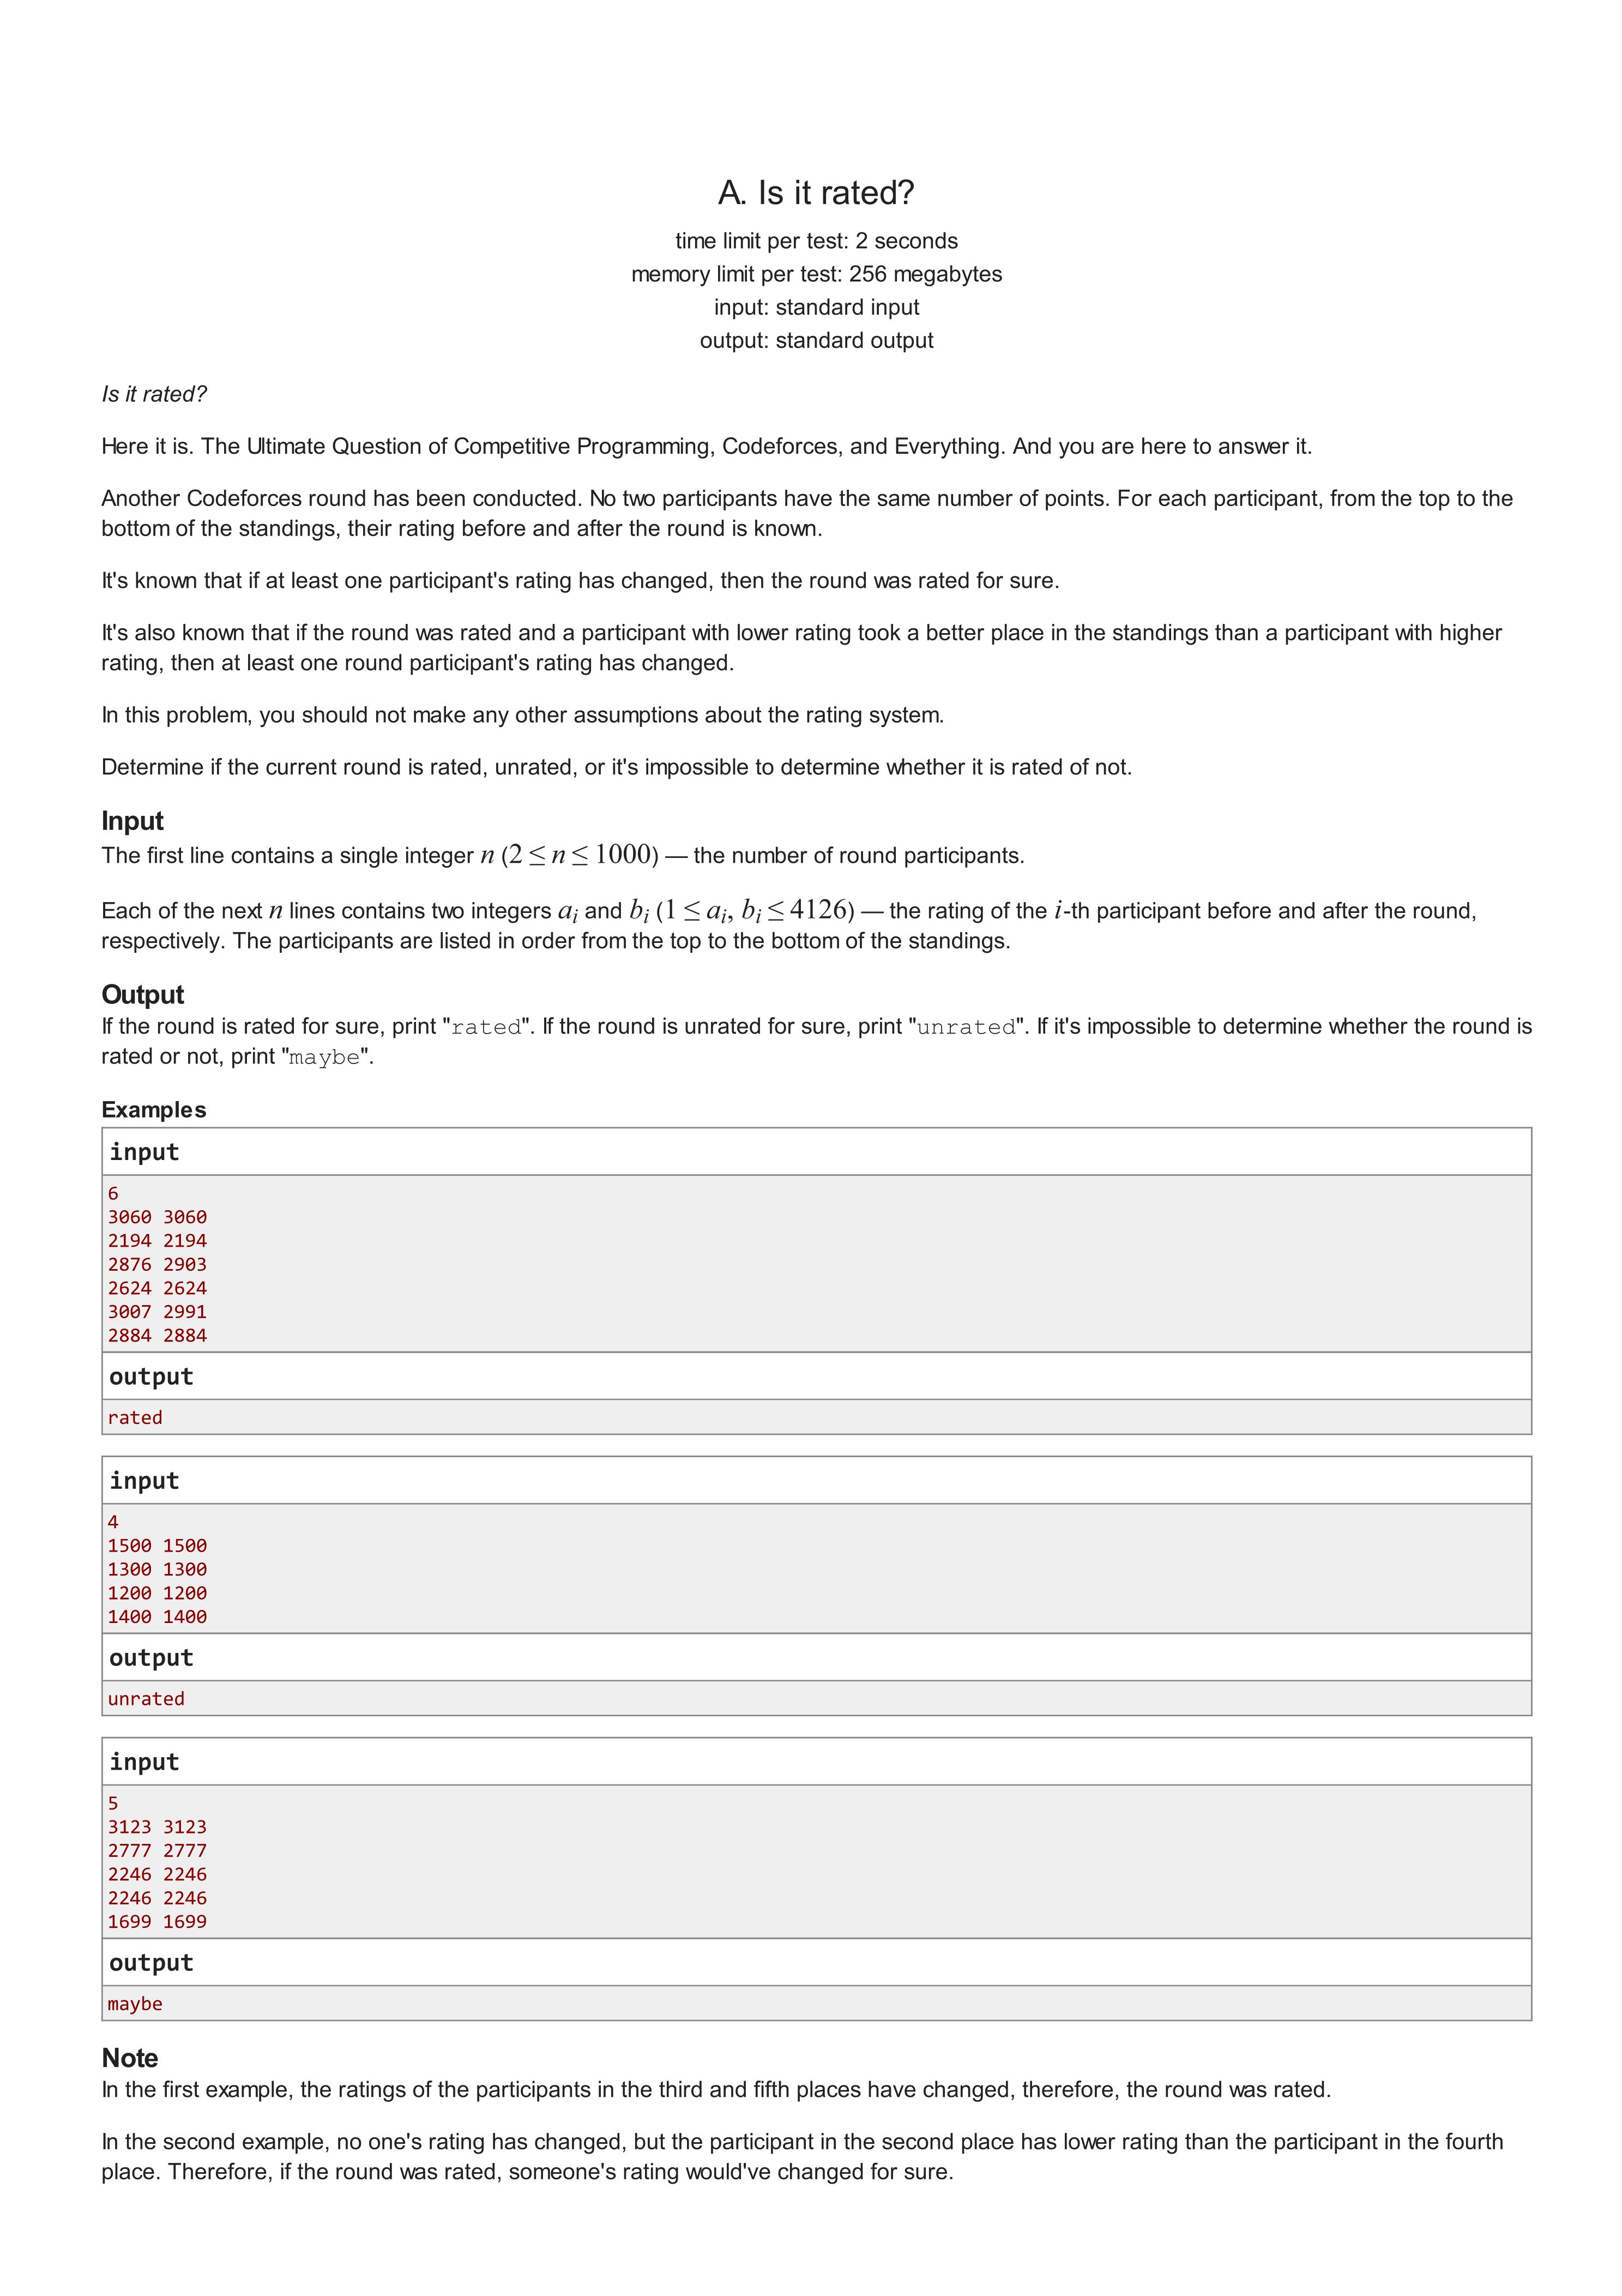 A. Is it rated?
time limit per test: 2 seconds
memory limit per test: 256 megabytes
input: standard input
output: standard output
Is it rated?
Here it is. The Ultimate Question of Competitive Programming, Codeforces, and Everything. And you are here to answer it.
Another Codeforces round has been conducted. No two participants have the same number of points. For each participant, from the top to the
bottom of the standings, their rating before and after the round is known.
It's known that if at least one participant's rating has changed, then the round was rated for sure.
It's also known that if the round was rated and a participant with lower rating took a better place in the standings than a participant with higher
rating, then at least one round participant's rating has changed.
In this problem, you should not make any other assumptions about the rating system.
Determine if the current round is rated, unrated, or it's impossible to determine whether it is rated of not.
Input
The first line contains a single integer n (2 ≤ n ≤ 1000) — the number of round participants.
Each of the next n lines contains two integers a_i and b_i (1 ≤ a_i, b_i ≤ 4126) — the rating of the i-th participant before and after the round,
respectively. The participants are listed in order from the top to the bottom of the standings.
Output
If the round is rated for sure, print "rated". If the round is unrated for sure, print "unrated". If it's impossible to determine whether the round is
rated or not, print "maybe".
Examples
input
6
3060 3060
2194 2194
2876 2903
2624 2624
3007 2991
2884 2884
output
rated
input
4
1500 1500
1300 1300
1200 1200
1400 1400
output
unrated
input
5
3123 3123
2777 2777
2246 2246
2246 2246
1699 1699
output
maybe
Note
In the first example, the ratings of the participants in the third and fifth places have changed, therefore, the round was rated.
In the second example, no one's rating has changed, but the participant in the second place has lower rating than the participant in the fourth
place. Therefore, if the round was rated, someone's rating would've changed for sure.